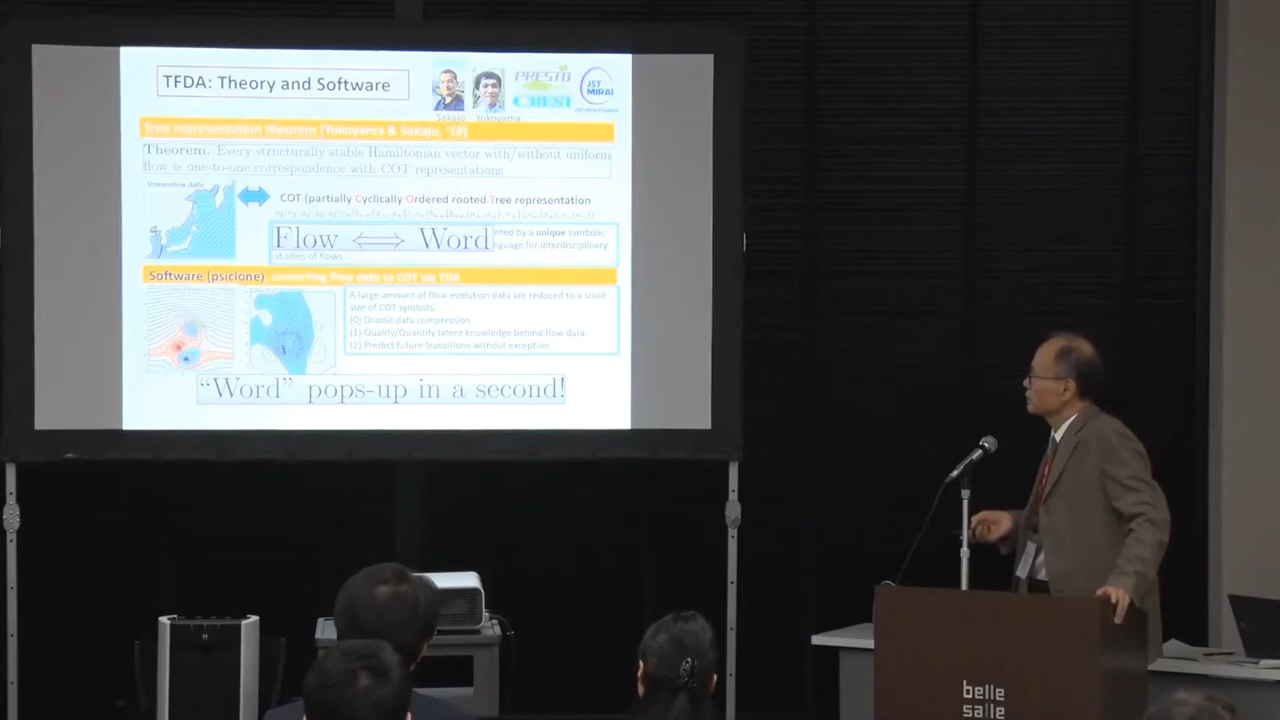 TFDA: Theory and Software
PRESTO
CREST
JST
MIRAI
Sakajo Yokoyama
Tree representation theorem (Yokoyama & Sakajo, '18)
Theorem. Every structurally stable Hamiltonian vector with/without uniform
flow is one-to-one correspondence with COT representations
Streamline data
COT (partially Cyclically Ordered rooted Tree representation
Flow ⟺ Word
nted by a unique symbolic
nguage for interdisciplinary
studies of flows
Software (psiclone) converting flow data to COT via TDA
A large amount of flow evolution data are reduced to a small
size of COT symbols.
(0) Drastic data compression
(1) Qualify/Quantify latent knowledge behind flow data
(2) Predict future transitions without exception
“Word” pops-up in a second!
belle
salle